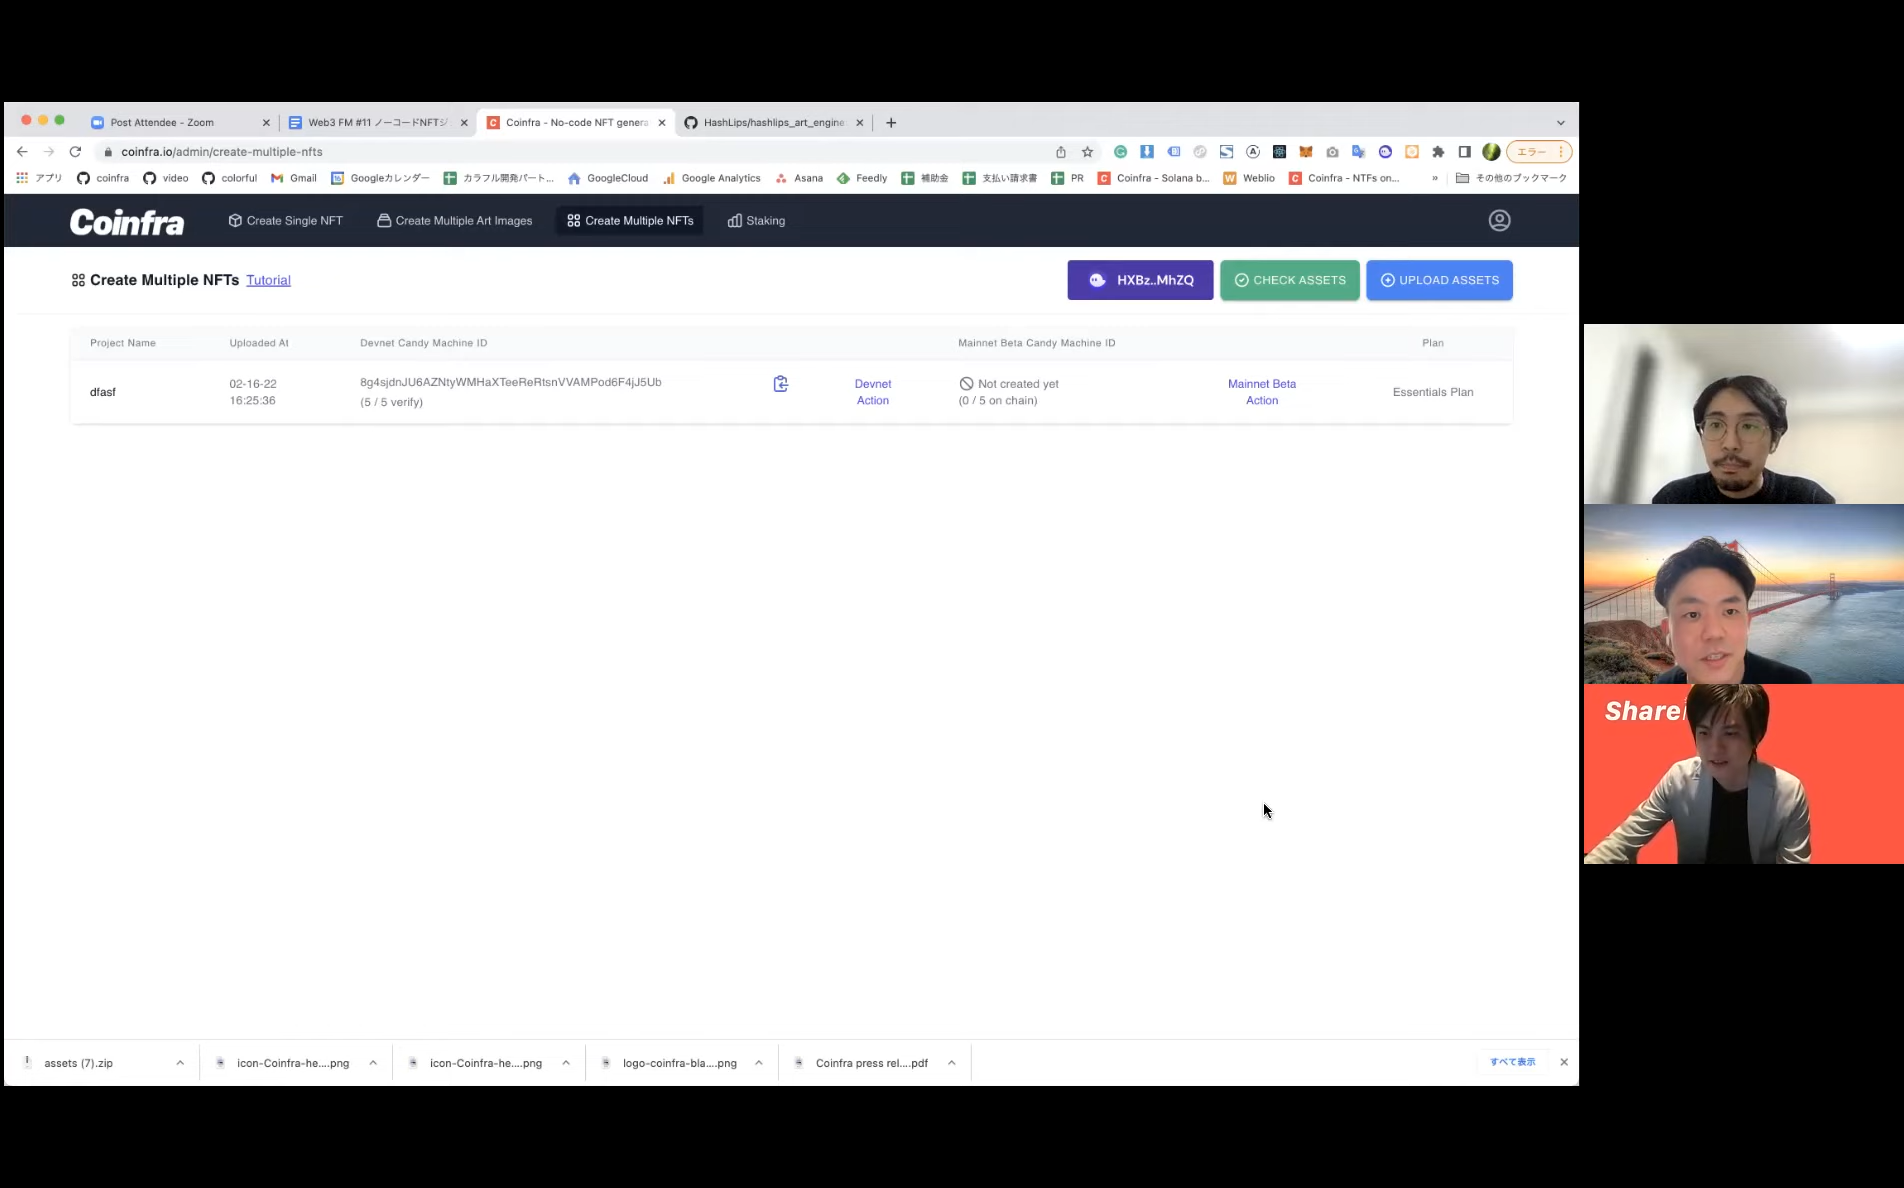 Post Attendee - Zoom
Web3 FM #11 ノーコードNFTジ
Coinfra - No-code NFT genera
HashLips/hashlips_art_engine
coinfra.io/admin/create-multiple-nfts
エラー
アプリ
coinfra
video
colorful
Gmail
Googleカレンダー
カラフル開発パート...
GoogleCloud
Google Analytics
Asana
Feedly
補助金
支払い請求書
PR
Coinfra - Solana b...
Weblio
Coinfra - NTFs on...
»
その他のブックマーク
Coinfra
Create Single NFT
Create Multiple Art Images
Create Multiple NFTs
Staking
Create Multiple NFTs
Tutorial
HXBz..MhZQ
CHECK ASSETS
UPLOAD ASSETS
Project Name
Uploaded At
Devnet Candy Machine ID
Mainnet Beta Candy Machine ID
Plan
dfasf
02-16-22
16:25:36
8g4sjdnJU6AZNtyWMHaXTeeReRtsnVVAMPod6F4jJ5Ub
(5 / 5 verify)
Devnet
Action
Not created yet
(0 / 5 on chain)
Mainnet Beta
Action
Essentials Plan
Share
assets (7).zip
icon-Coinfra-he....png
icon-Coinfra-he....png
logo-coinfra-bla....png
Coinfra press rel....pdf
すべて表示